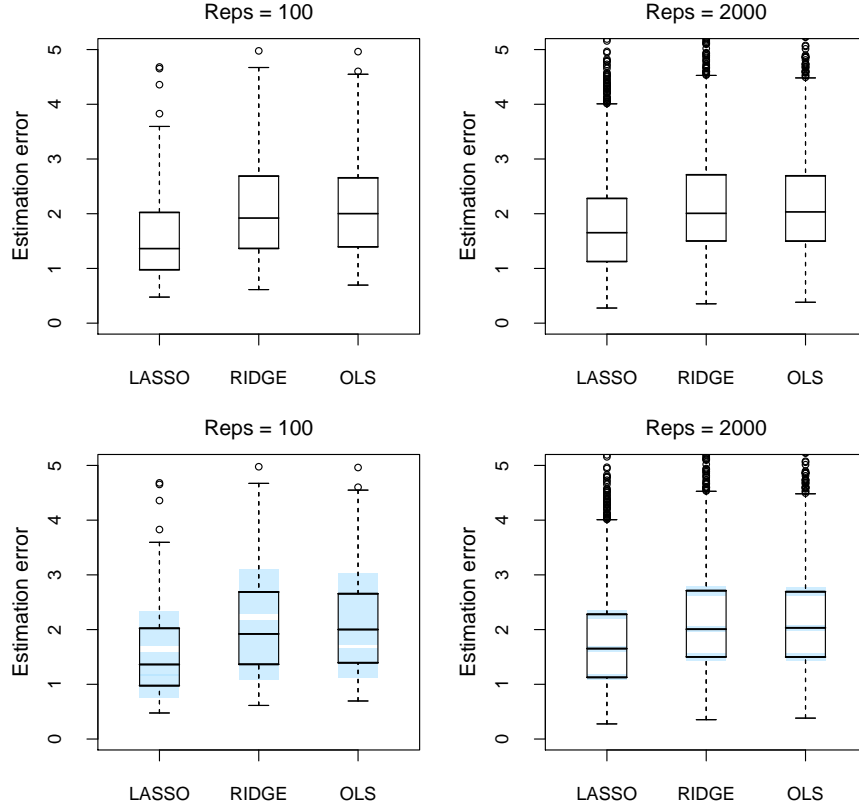 Reps = 100
Estimation error
5
4
3
2
1
0
LASSO RIDGE OLS
Reps = 2000
Estimation error
5
4
3
2
1
0
LASSO RIDGE OLS
Reps = 100
Estimation error
5
4
3
2
1
0
LASSO RIDGE OLS
Reps = 2000
Estimation error
5
4
3
2
1
0
LASSO RIDGE OLS